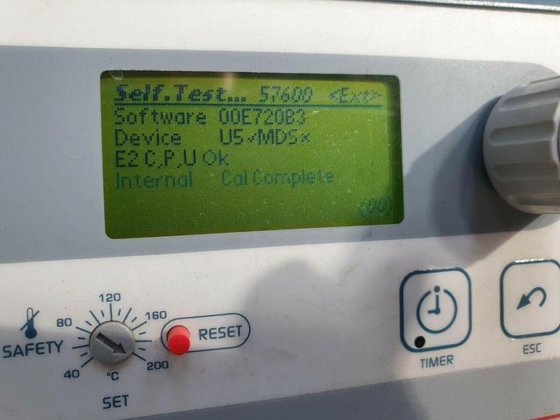 Self.Test... 57600 <Ext>
Software 00E720B3
Device U5✓MDS×
E2 C,P,U Ok
Internal Cal Complete
120
80 160
SAFETY
40 °C 200
SET
RESET
TIMER
ESC